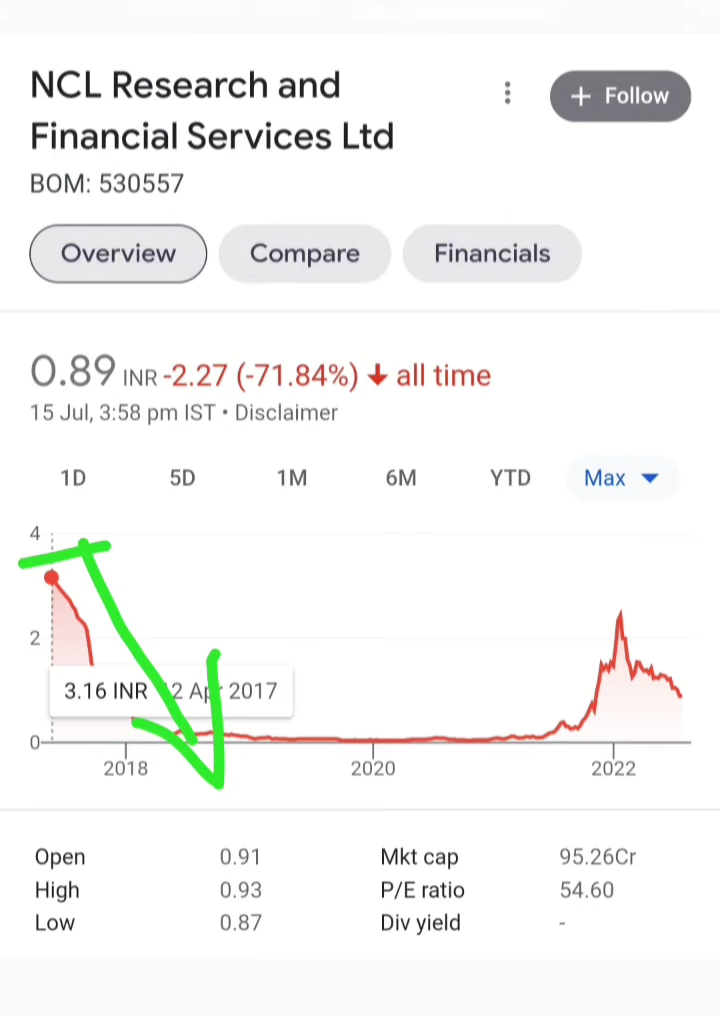 NCL Research and
Financial Services Ltd
+ Follow
BOM: 530557
Overview
Compare
Financials
0.89 INR -2.27 (-71.84%) ↓ all time
15 Jul, 3:58 pm IST • Disclaimer
1D 5D 1M 6M YTD Max
4
2
3.16 INR 2 2017
0
2018 2020 2022
Open 0.91 Mkt cap 95.26Cr
High 0.93 P/E ratio 54.60
Low 0.87 Div yield -